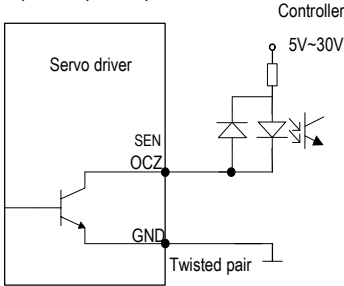 Controller
5V~30V
Servo driver
SEN
OCZ
GND
Twisted pair